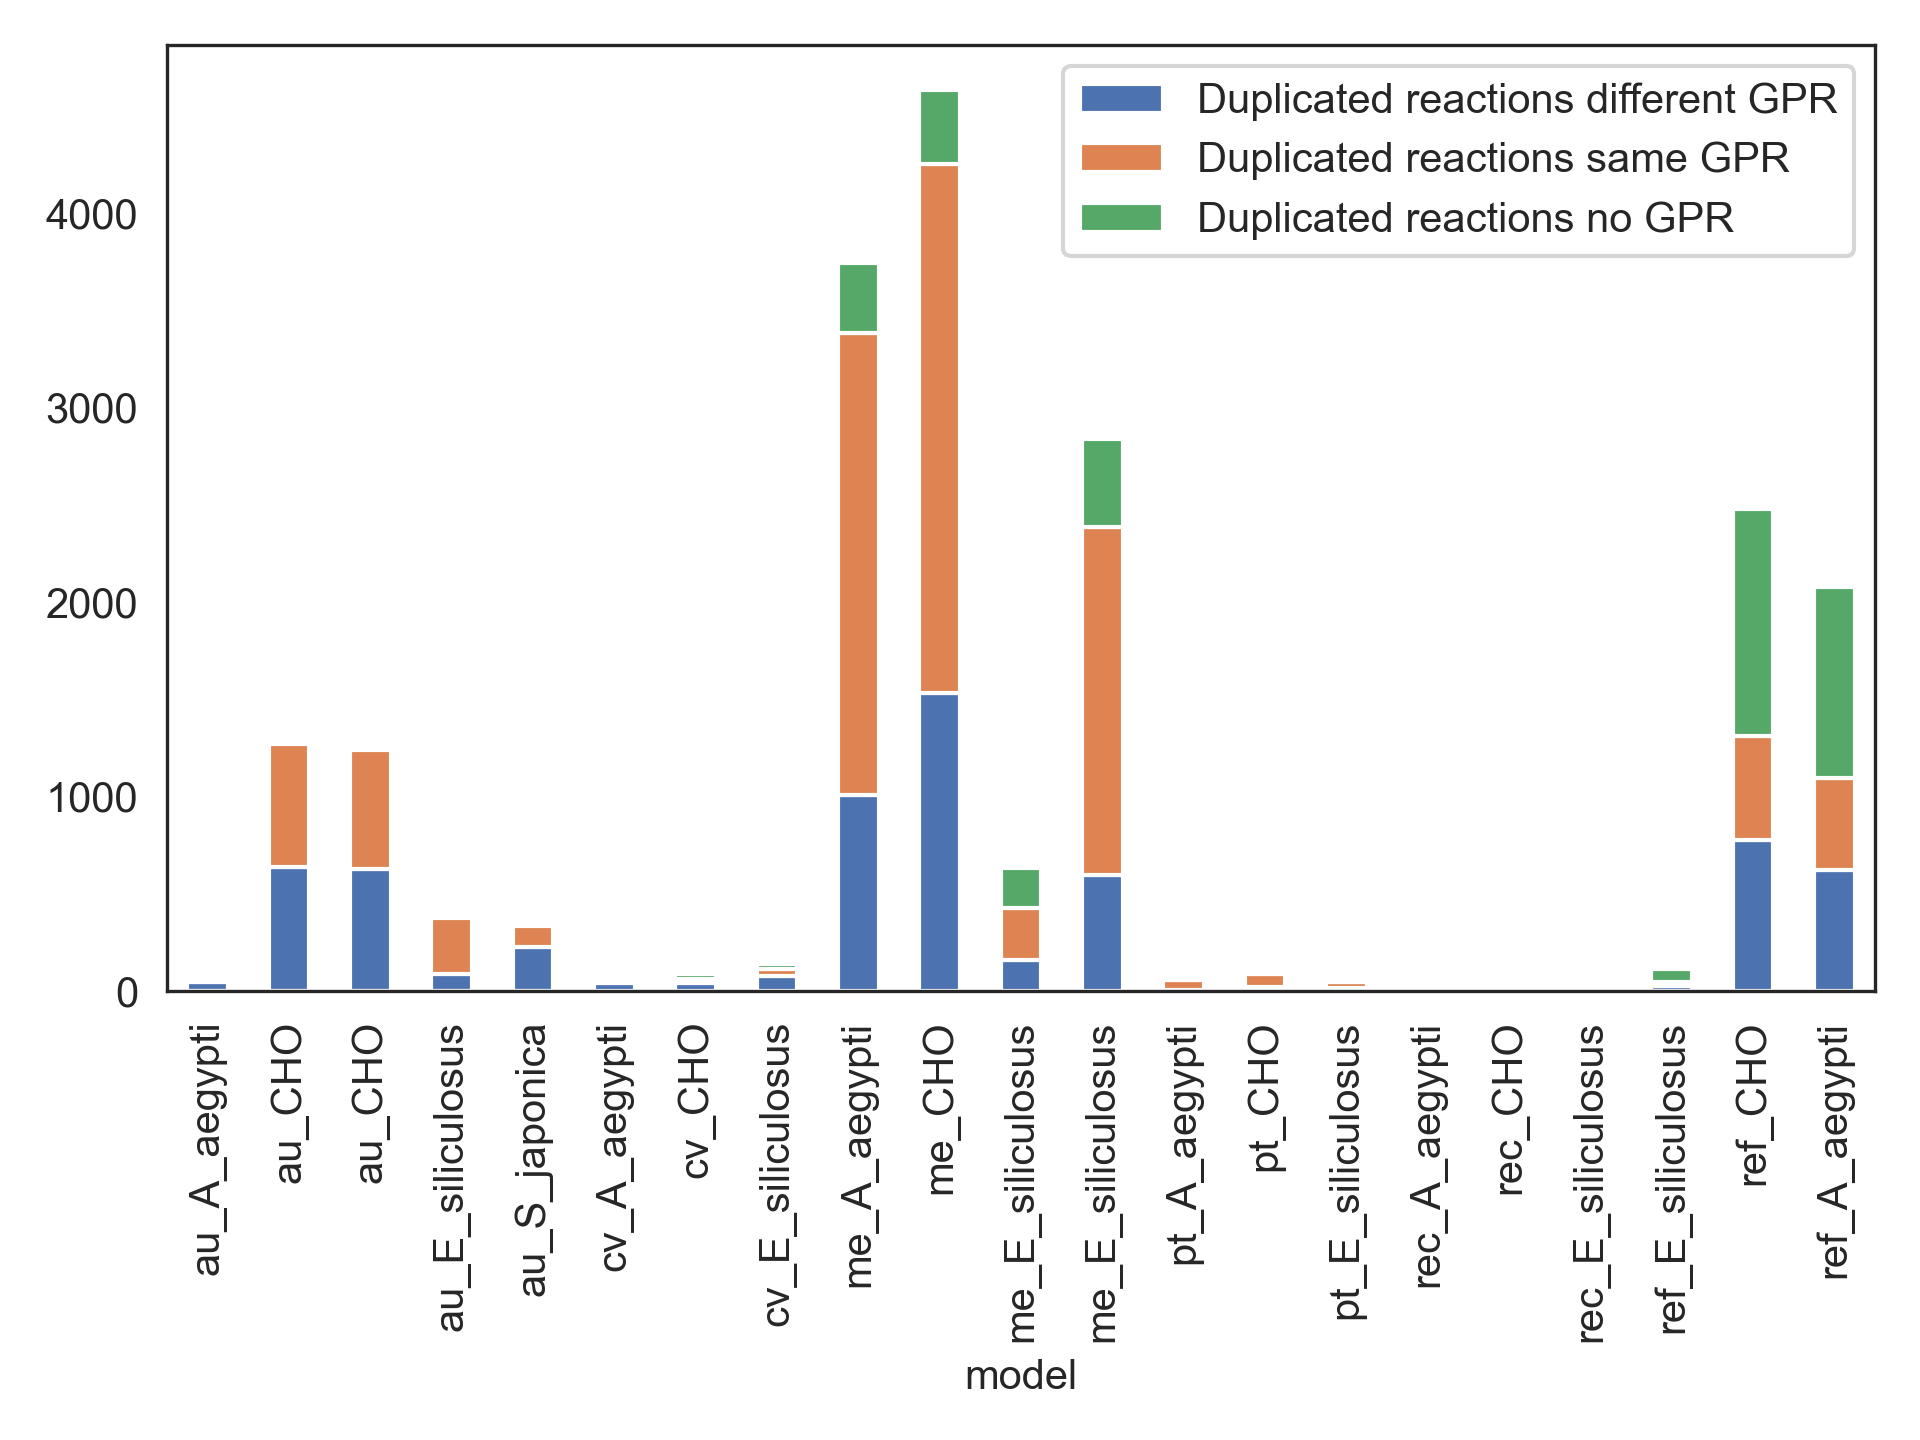 Duplicated reactions different GPR
Duplicated reactions same GPR
Duplicated reactions no GPR
4000
3000
2000
1000
0
au_A_aegypti
au_CHO
au_CHO
au_E_siliculosus
au_S_japonica
cv_A_aegypti
cv_CHO
cv_E_siliculosus
me_A_aegypti
me_CHO
me_E_siliculosus
me_E_siliculosus
pt_A_aegypti
pt_CHO
pt_E_siliculosus
rec_A_aegypti
rec_CHO
rec_E_siliculosus
ref_E_siliculosus
ref_CHO
ref_A_aegypti
model